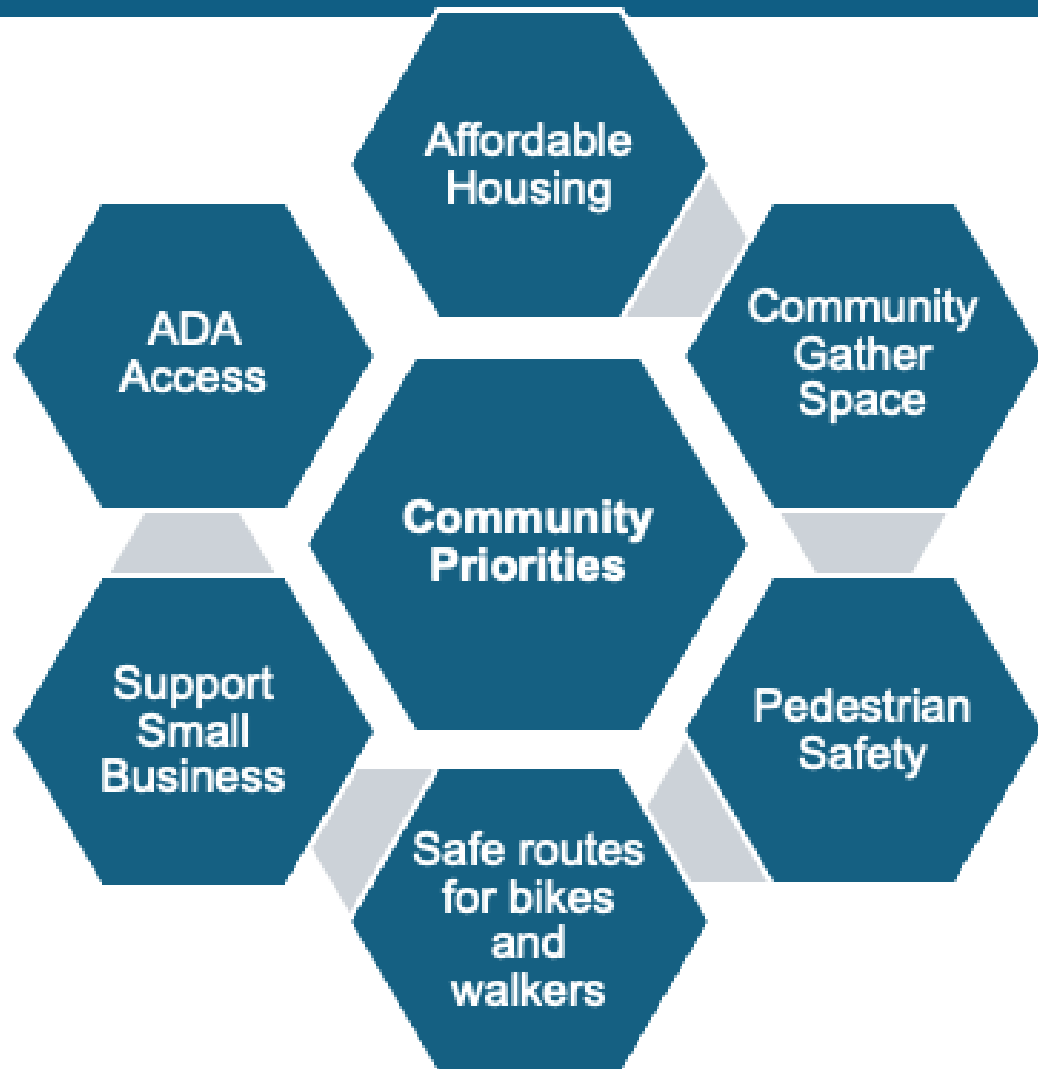 Affordable
Housing
Community
Gather
Space
Pedestrian
Safety
Safe routes
for bikes
and
walkers
Support
Small
Business
ADA
Access
Community
Priorities